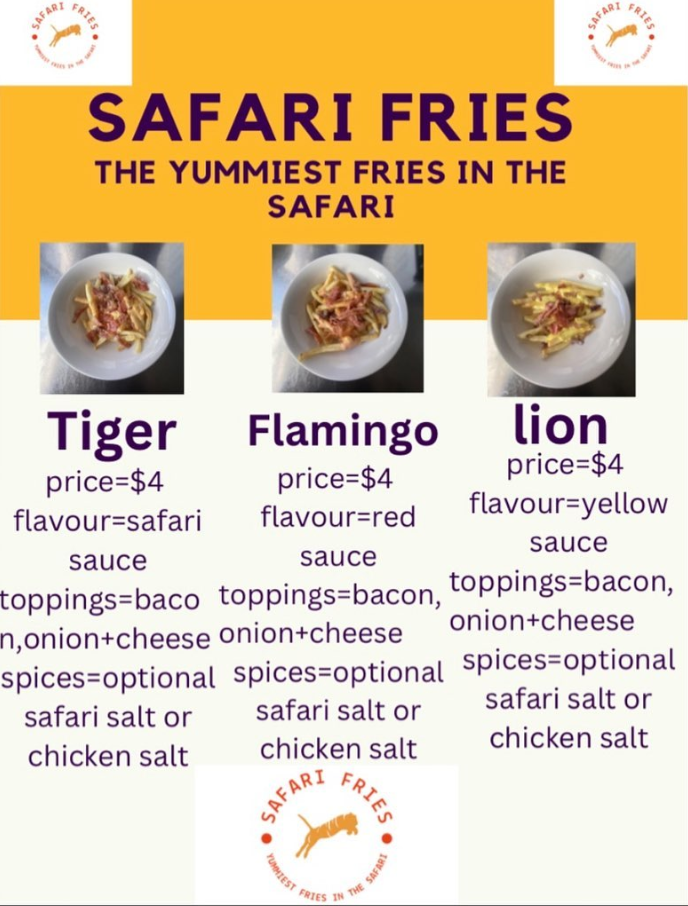 SAFARI FRIES
YUMMIEST FRIES IN THE SAFARI
SAFARI FRIES
YUMMIEST FRIES IN THE SAFARI
SAFARI FRIES
THE YUMMIEST FRIES IN THE
SAFARI
Tiger
price=$4
flavour=safari
sauce
toppings=baco
n,onion+cheese
spices=optional
safari salt or
chicken salt
Flamingo
price=$4
flavour=red
sauce
toppings=bacon,
onion+cheese
spices=optional
safari salt or
chicken salt
lion
price=$4
flavour=yellow
sauce
toppings=bacon,
onion+cheese
spices=optional
safari salt or
chicken salt
SAFARI FRIES
YUMMIEST FRIES IN THE SAFARI